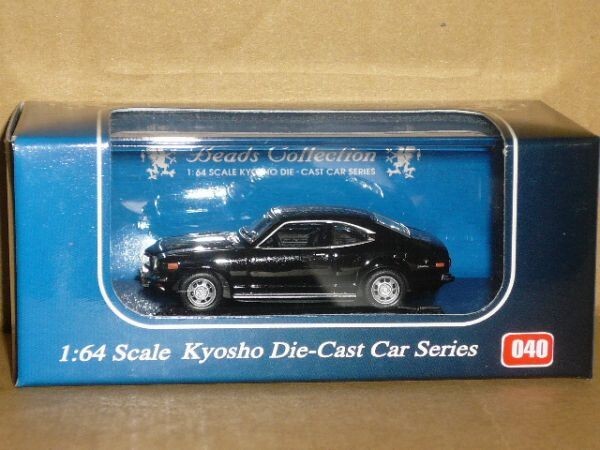 Beads Collection
1:64 SCALE KYOSHO DIE-CAST CAR SERIES
1:64 Scale Kyosho Die-Cast Car Series
040